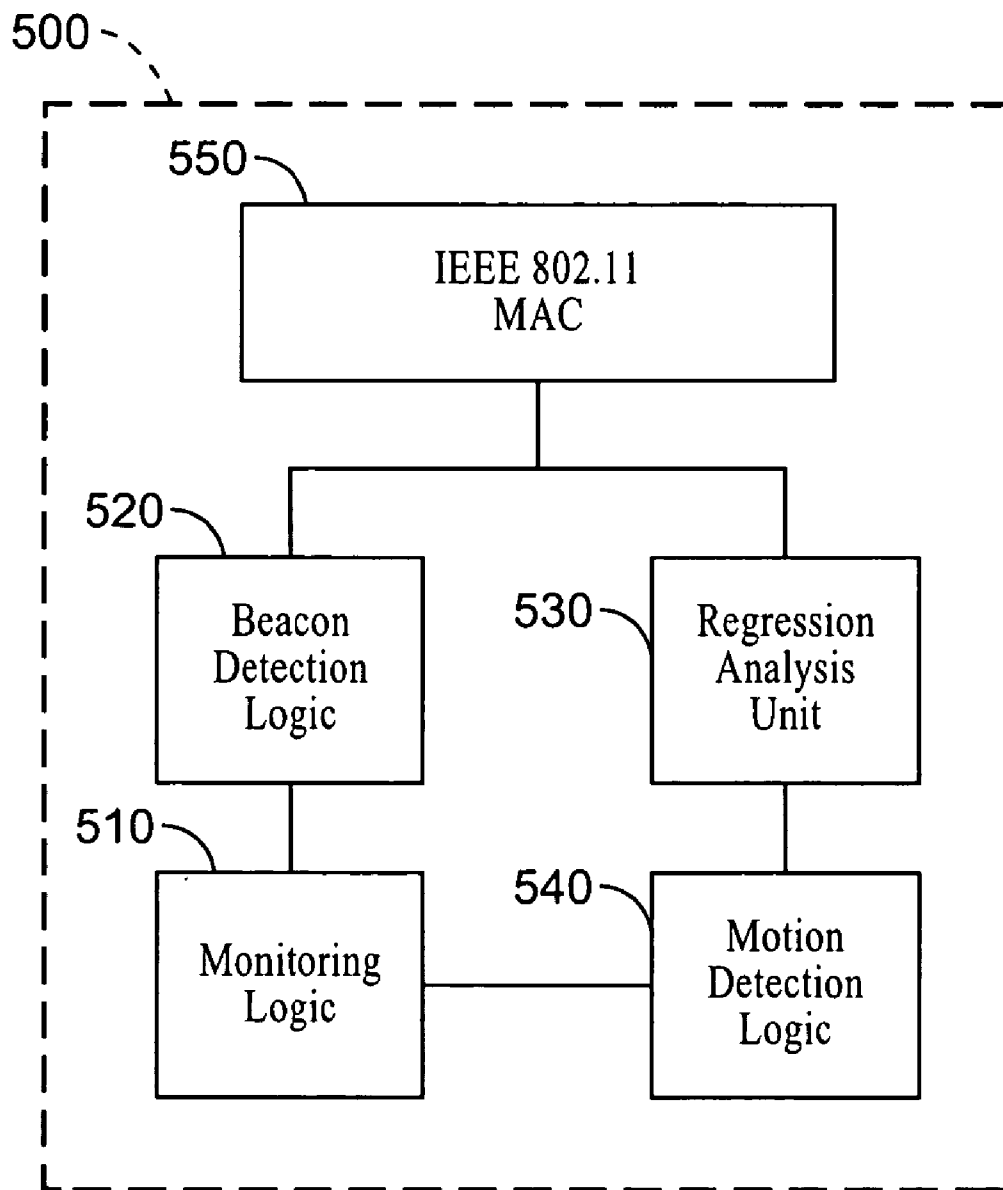 500
550
IEEE 802.11
MAC
520
Beacon
Detection
Logic
530
Regression
Analysis
Unit
510
Monitoring
Logic
540
Motion
Detection
Logic